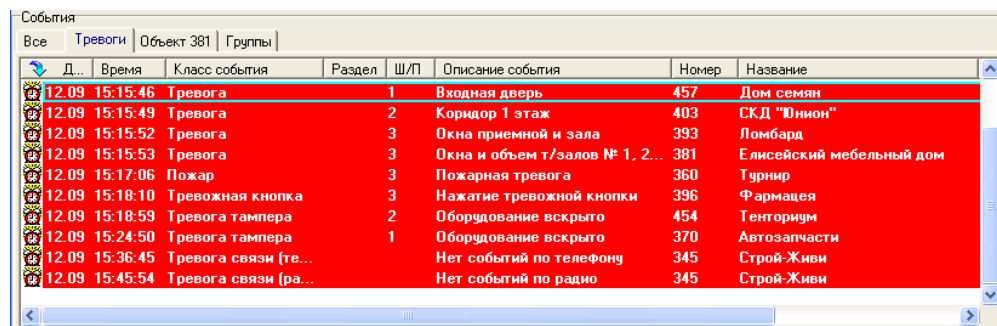 События
Все Тревоги Объект 381 Группы
Д... Время Класс события Раздел Ш/П Описание события Номер Название
12.09 15:15:46 Тревога 1 Входная дверь 457 Дом семян
12.09 15:15:49 Тревога 2 Коридор 1 этаж 403 СКД "Юнион"
12.09 15:15:52 Тревога 3 Окна приемной и зала 393 Ломбард
12.09 15:15:53 Тревога 3 Окна и объем т/залов № 1, 2... 381 Елисейский мебельный дом
12.09 15:17:06 Пожар 3 Пожарная тревога 360 Турнир
12.09 15:18:10 Тревожная кнопка 3 Нажатие тревожной кнопки 396 Фармацея
12.09 15:18:59 Тревога тампера 2 Оборудование вскрыто 454 Тенториум
12.09 15:24:50 Тревога тампера 1 Оборудование вскрыто 370 Автозапчасти
12.09 15:36:45 Тревога связи (те... Нет событий по телефону 345 Строй-Живи
12.09 15:45:54 Тревога связи (ра... Нет событий по радио 345 Строй-Живи